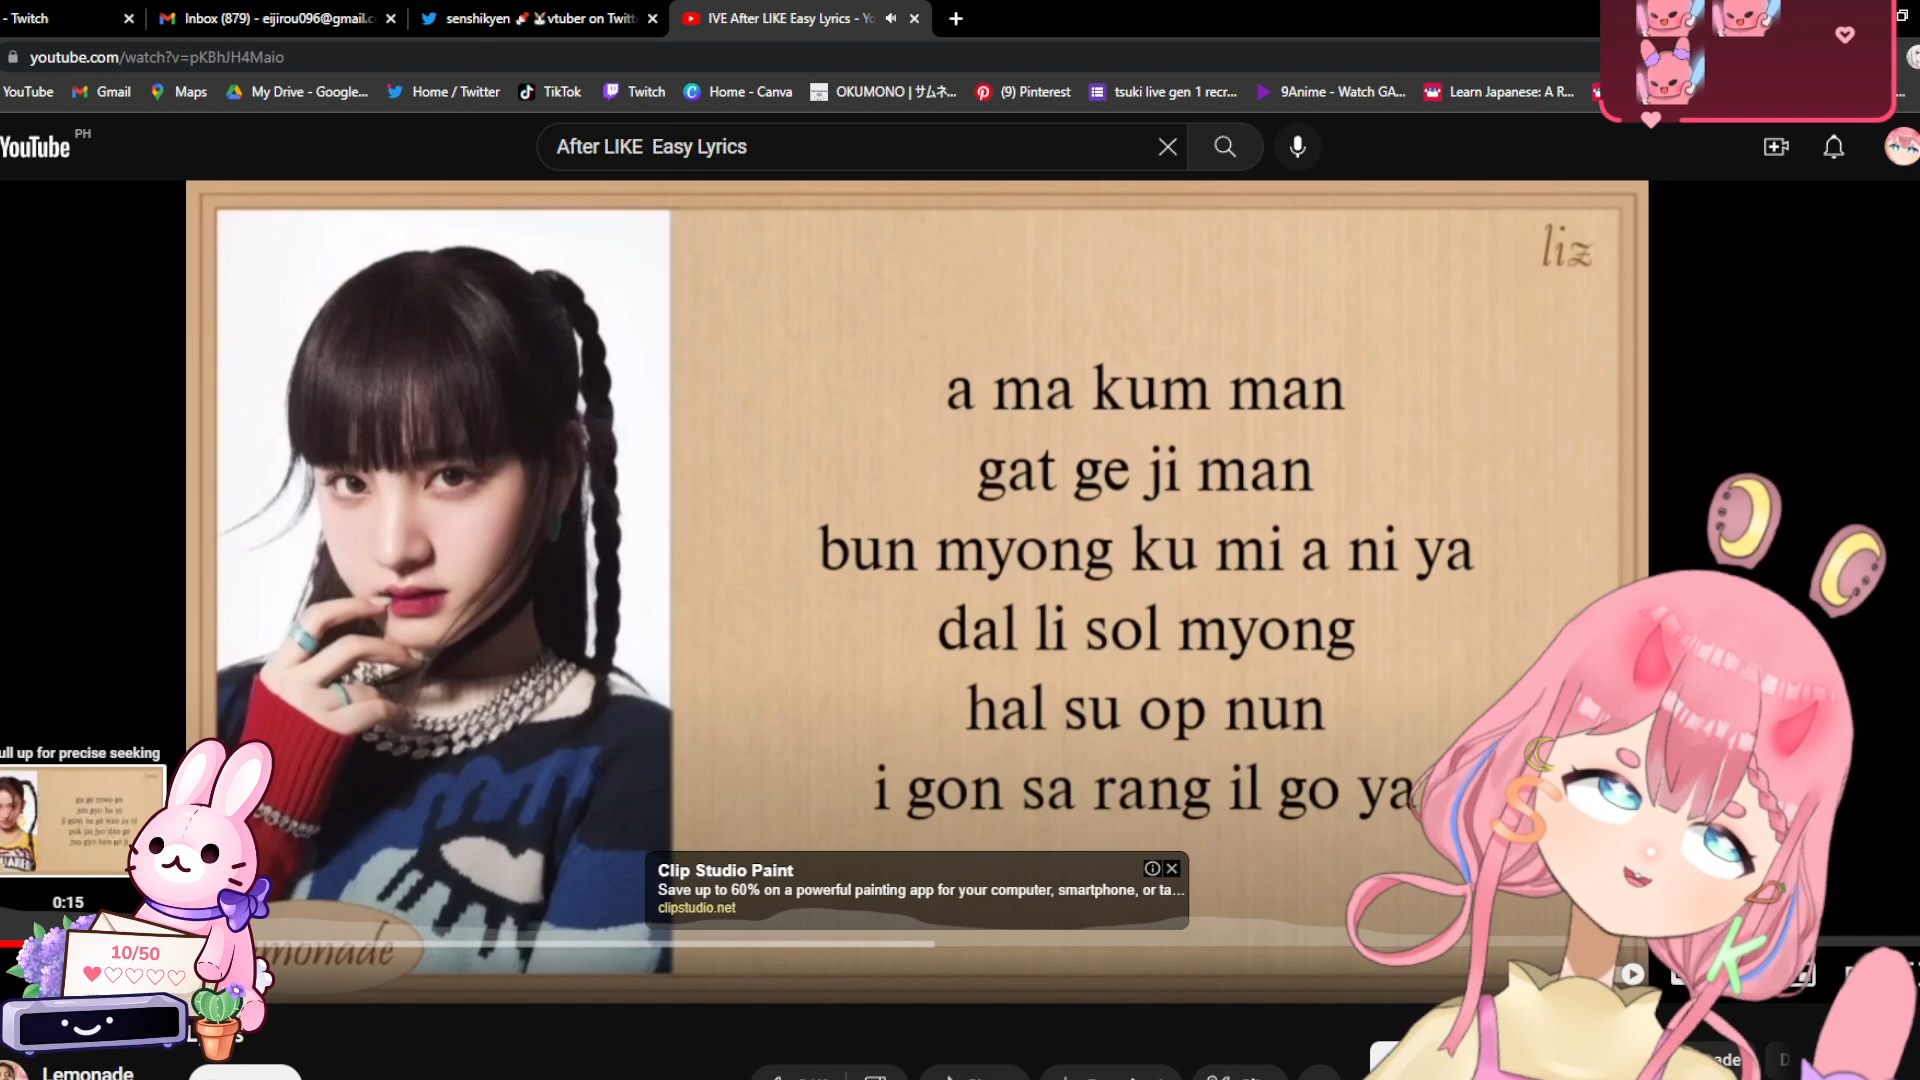 - Twitch
Inbox (879) - eijirou096@gmail.c
senshikyen 🚀 🐰vtuber on Twitt
IVE After LIKE Easy Lyrics - Yo
youtube.com/watch?v=pKBhJH4Maio
YouTube
Gmail
Maps
My Drive - Google...
Home / Twitter
TikTok
Twitch
Home - Canva
OKUMONO | サムネ...
(9) Pinterest
tsuki live gen 1 recr...
9Anime - Watch GA...
Learn Japanese: A R...
YouTube PH
After LIKE Easy Lyrics
liz
a ma kum man
gat ge ji man
bun myong ku mi a ni ya
dal li sol myong
hal su op nun
i gon sa rang il go ya
ull up for precise seeking
0:15
10/50
Clip Studio Paint
Save up to 60% on a powerful painting app for your computer, smartphone, or ta...
clipstudio.net
monade
S
K
Lemonade